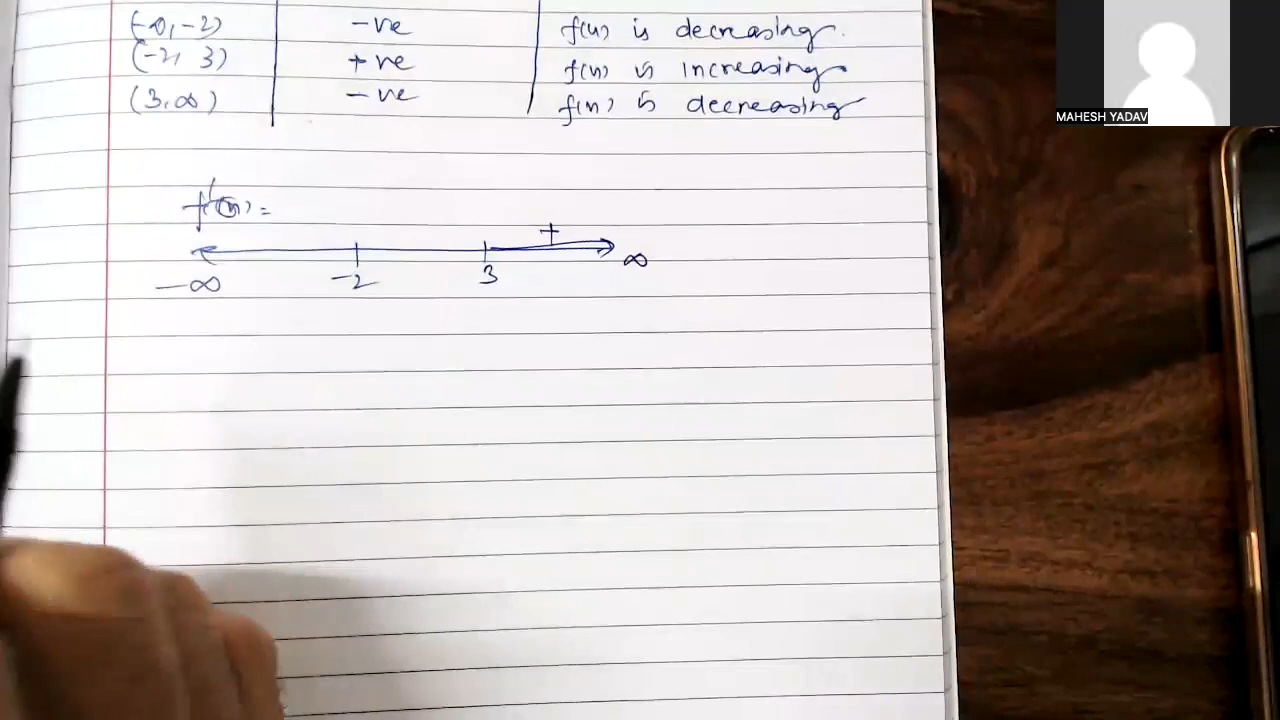 (-∞, -2) -ve f(x) is decreasing.
(-2, 3) +ve f(x) is increasing.
(3, ∞) -ve f(x) is decreasing
f'(x) =
+
-∞ -2 3 ∞
MAHESH YADAV